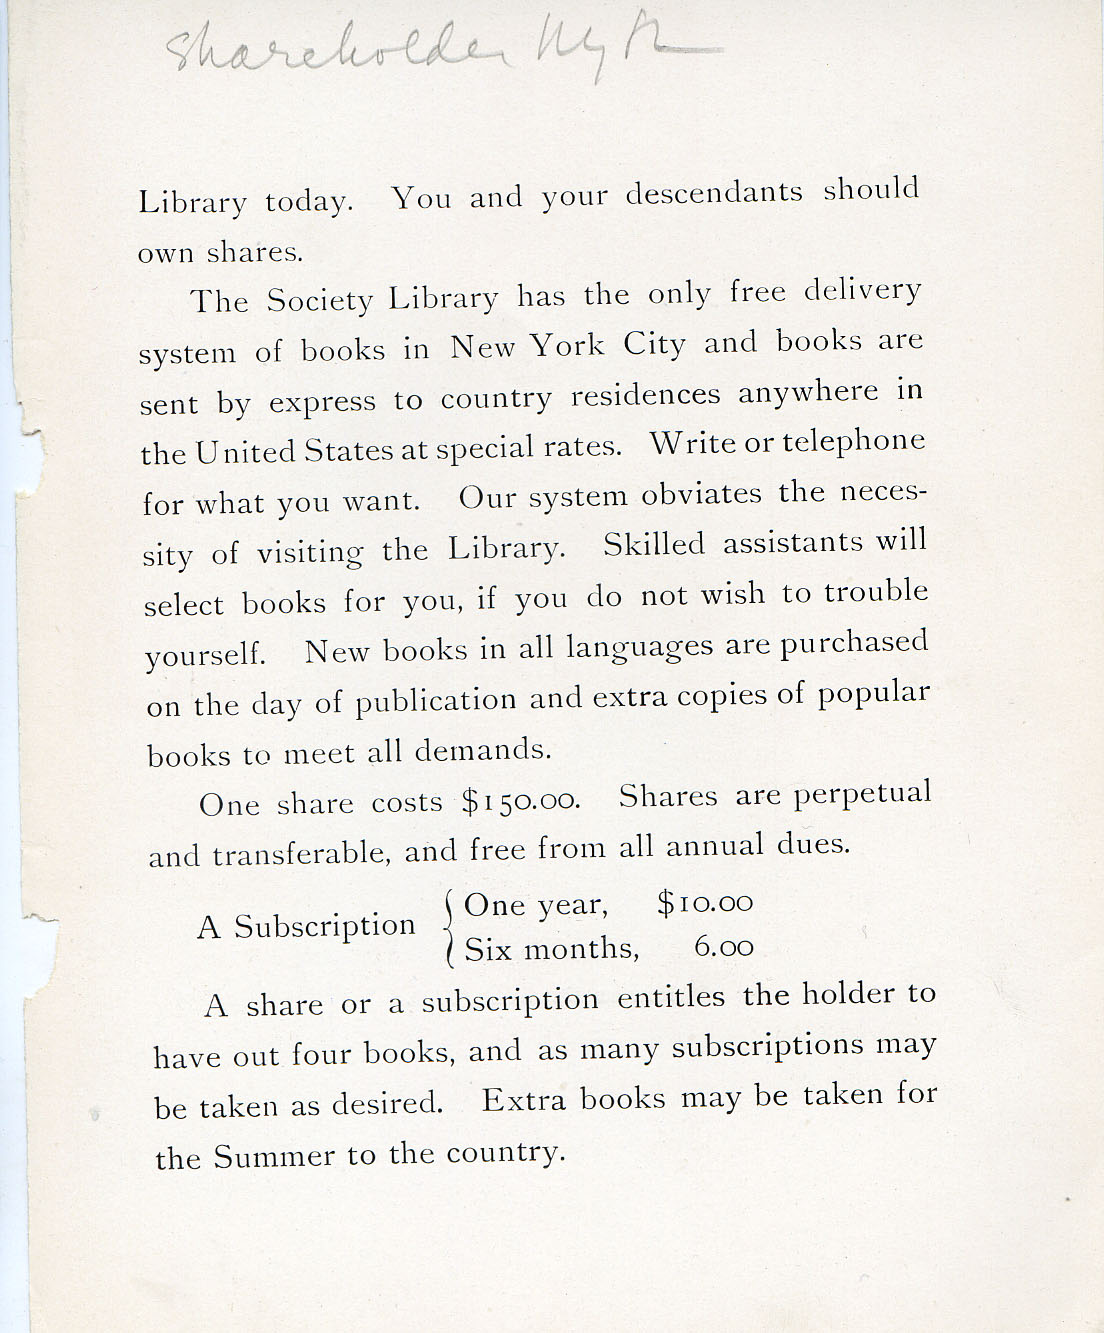 Shareholder
Library today. You and your descendants should
own shares.
The Society Library has the only free delivery
system of books in New York City and books are
sent by express to country residences anywhere in
the United States at special rates. Write or telephone
for what you want. Our system obviates the neces-
sity of visiting the Library. Skilled assistants will
select books for you, if you do not wish to trouble
yourself. New books in all languages are purchased
on the day of publication and extra copies of popular
books to meet all demands.
One share costs $150.00. Shares are perpetual
and transferable, and free from all annual dues.
A Subscription { One year, $10.00
Six months, 6.00
A share or a subscription entitles the holder to
have out four books, and as many subscriptions may
be taken as desired. Extra books may be taken for
the Summer to the country.